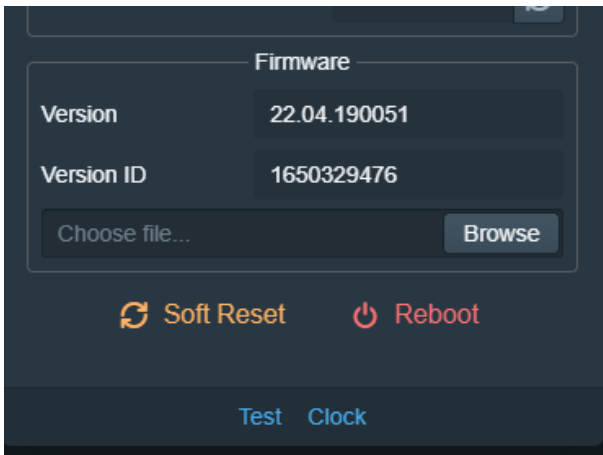 Firmware
Version 22.04.190051
Version ID 1650329476
Choose file... Browse
Soft Reset Reboot
Test Clock